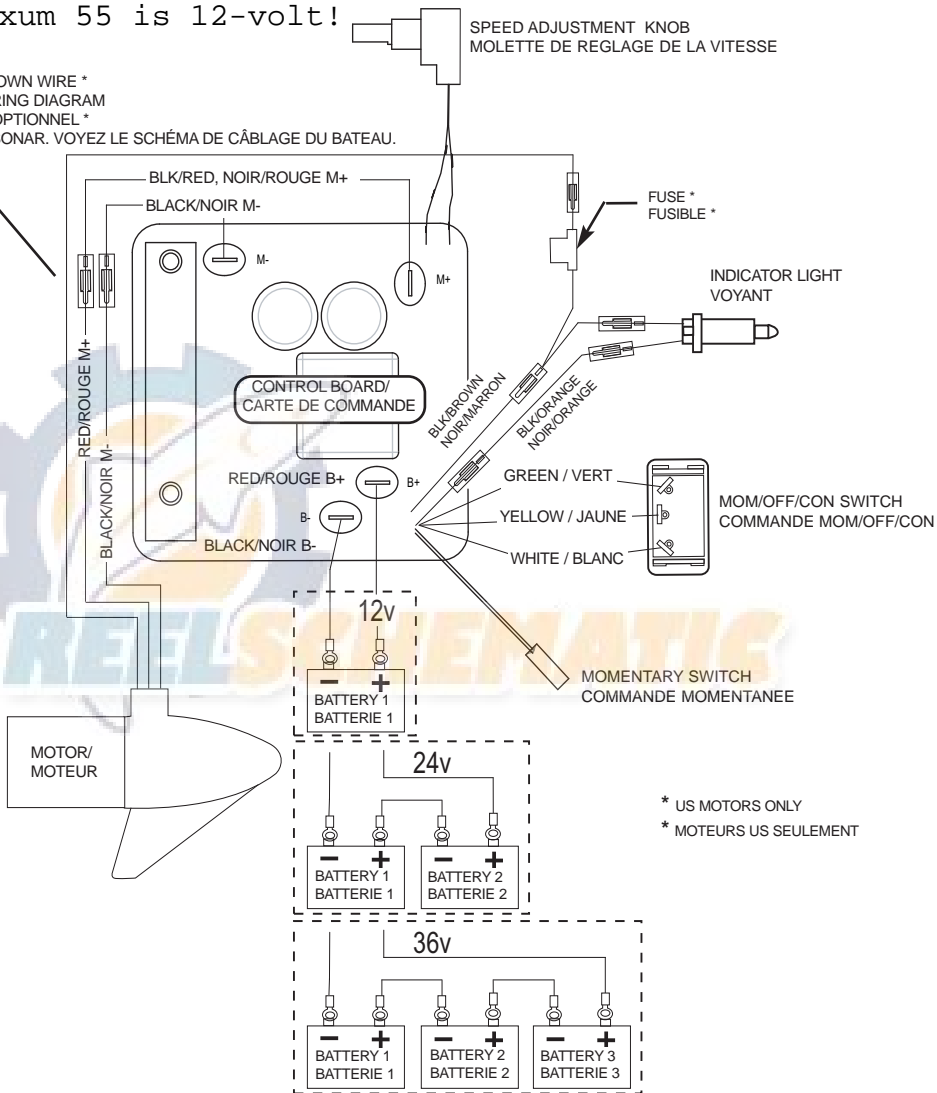 xum 55 is 12-volt!
SPEED ADJUSTMENT KNOB
MOLETTE DE REGLAGE DE LA VITESSE
OWN WIRE *
RING DIAGRAM
OPTIONNEL *
SONAR. VOYEZ LE SCHÉMA DE CÂBLAGE DU BATEAU.
BLK/RED, NOIR/ROUGE M+
BLACK/NOIR M-
FUSE *
FUSIBLE *
M-
M+
INDICATOR LIGHT
VOYANT
RED/ROUGE M+
BLACK/NOIR M-
CONTROL BOARD/
CARTE DE COMMANDE
BLK/BROWN
NOIR/MARRON
BLK/ORANGE
NOIR/ORANGE
RED/ROUGE B+
B+
GREEN / VERT
B-
YELLOW / JAUNE
MOM/OFF/CON SWITCH
COMMANDE MOM/OFF/CON
BLACK/NOIR B-
WHITE / BLANC
12v
REELSCHEMATIC
– +
BATTERY 1
BATTERIE 1
MOMENTARY SWITCH
COMMANDE MOMENTANEE
MOTOR/
MOTEUR
24v
* US MOTORS ONLY
* MOTEURS US SEULEMENT
– +
BATTERY 1
BATTERIE 1
– +
BATTERY 2
BATTERIE 2
36v
– +
BATTERY 1
BATTERIE 1
– +
BATTERY 2
BATTERIE 2
– +
BATTERY 3
BATTERIE 3